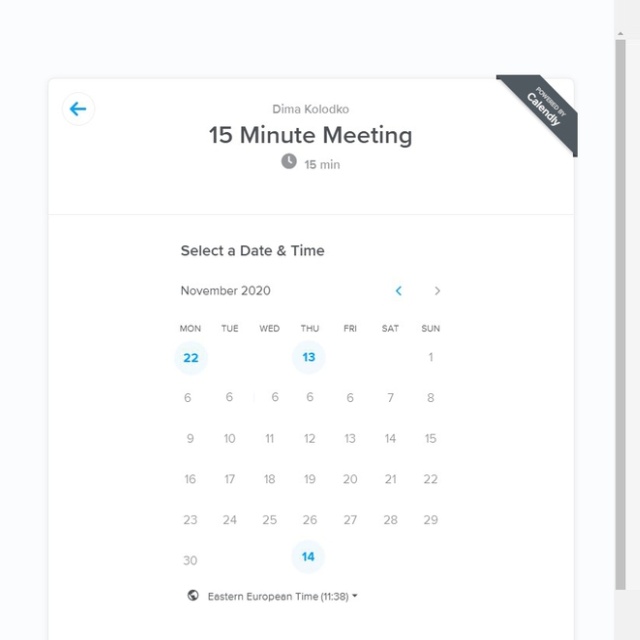 Dima Kolodko
POWERED BY
Calendly
15 Minute Meeting
15 min
Select a Date & Time
November 2020
MON TUE WED THU FRI SAT SUN
22 13 1
6 6 6 6 6 7 8
9 10 11 12 13 14 15
16 17 18 19 20 21 22
23 24 25 26 27 28 29
30 14
Eastern European Time (11:38)